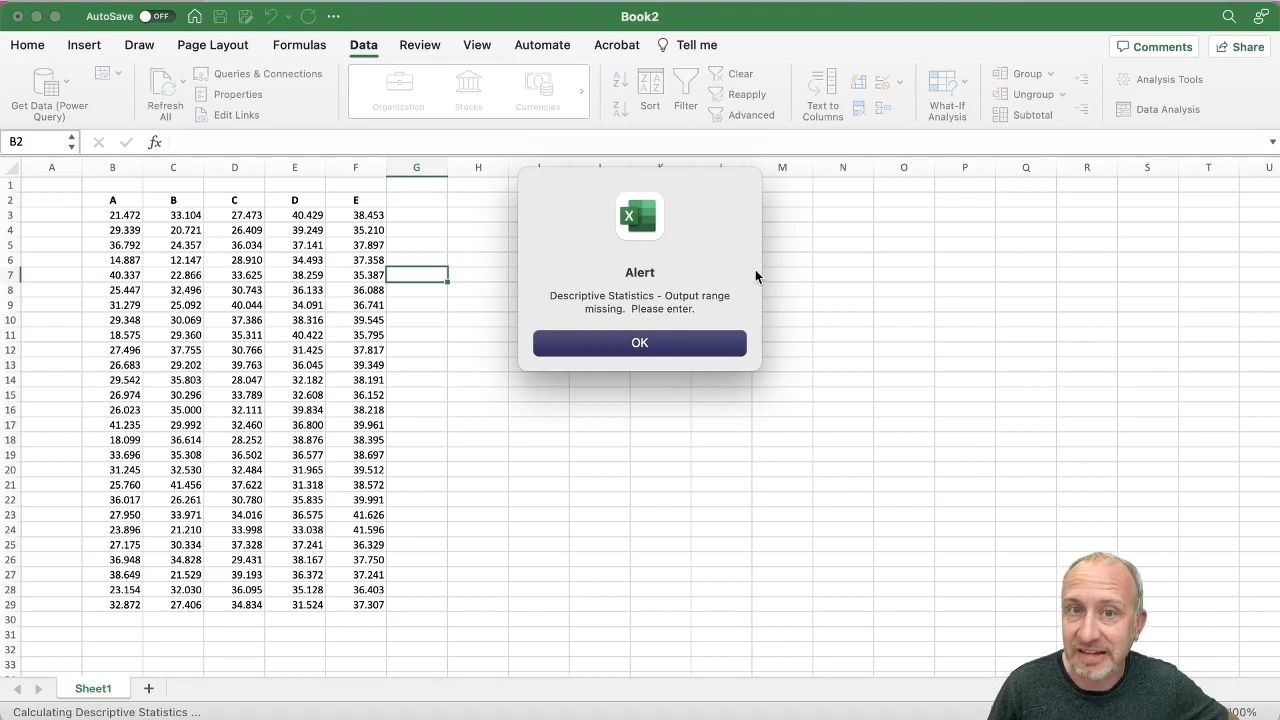 AutoSave OFF
Book2
Home Insert Draw Page Layout Formulas Data Review View Automate Acrobat Tell me
Comments Share
Get Data (Power Query)
Refresh All
Queries & Connections
Properties
Edit Links
Organization Stocks Currencies
Sort Filter
Clear
Reapply
Advanced
Text to Columns
What-If Analysis
Group
Ungroup
Subtotal
Analysis Tools
Data Analysis
B2 fx
A B C D E F G H I J K L M N O P Q R S T U
1
2 A B C D E
3 21.472 33.104 27.473 40.429 38.453
4 29.339 20.721 26.409 39.249 35.210
5 36.792 24.357 36.034 37.141 37.897
6 14.887 12.147 28.910 34.493 37.358
7 40.337 22.866 33.625 38.259 35.387
8 25.447 32.496 30.743 36.133 36.088
9 31.279 25.092 40.044 34.091 36.741
10 29.348 30.069 37.386 38.316 39.545
11 18.575 29.360 35.311 40.422 35.795
12 27.496 37.755 30.766 31.425 37.817
13 26.683 29.202 39.763 36.045 39.349
14 29.542 35.803 28.047 32.182 38.191
15 26.974 30.296 33.789 32.608 36.152
16 26.023 35.000 32.111 39.834 38.218
17 41.235 29.992 32.460 36.800 39.961
18 18.099 36.614 28.252 38.876 38.395
19 33.696 35.308 36.502 36.577 38.697
20 31.245 32.530 32.484 31.965 39.512
21 25.760 41.456 37.622 31.318 38.572
22 36.017 26.261 30.780 35.835 39.991
23 27.950 33.971 34.016 36.575 41.626
24 23.896 21.210 33.998 33.038 41.596
25 27.175 30.334 37.328 37.241 36.329
26 36.948 34.828 29.431 38.167 37.750
27 38.649 21.529 39.193 36.372 37.241
28 23.154 32.030 36.095 35.128 36.403
29 32.872 27.406 34.834 31.524 37.307
30
31
32
33
Alert
Descriptive Statistics - Output range
missing. Please enter.
OK
Sheet1
Calculating Descriptive Statistics ...
100%